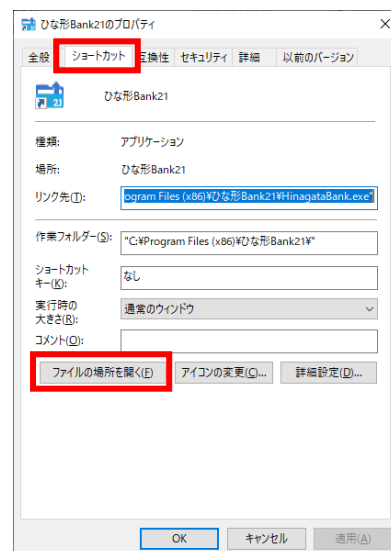 ひな形Bank21のプロパティ
全般 ショートカット 互換性 セキュリティ 詳細 以前のバージョン
21
ひな形Bank21
種類: アプリケーション
場所: ひな形Bank21
リンク先(T): ogram Files (x86)¥ひな形Bank21¥HinagataBank.exe"
作業フォルダー(S): "C:¥Program Files (x86)¥ひな形Bank21¥"
ショートカット
キー(K): なし
実行時の
大きさ(R): 通常のウィンドウ
コメント(O):
ファイルの場所を開く(F) アイコンの変更(C)... 詳細設定(D)...
OK キャンセル 適用(A)